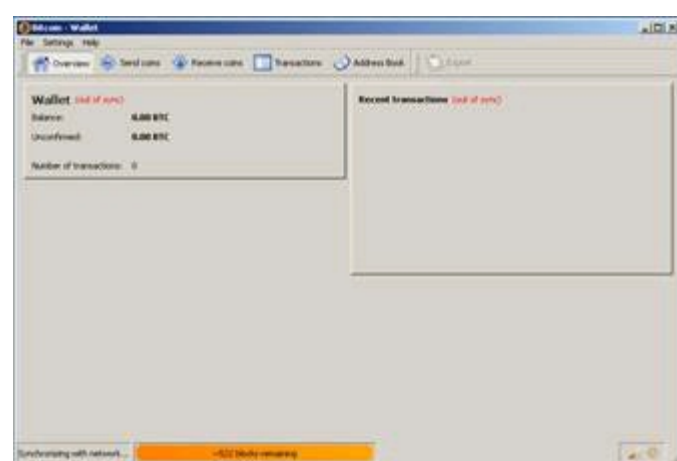 Bitcoin - Wallet
File Settings Help
Overview Send coins Receive coins Transactions Address Book Export
Wallet (out of sync)
Balance: 0.00 BTC
Unconfirmed: 0.00 BTC
Number of transactions: 0
Recent transactions (out of sync)
Synchronizing with network... ~922 blocks remaining